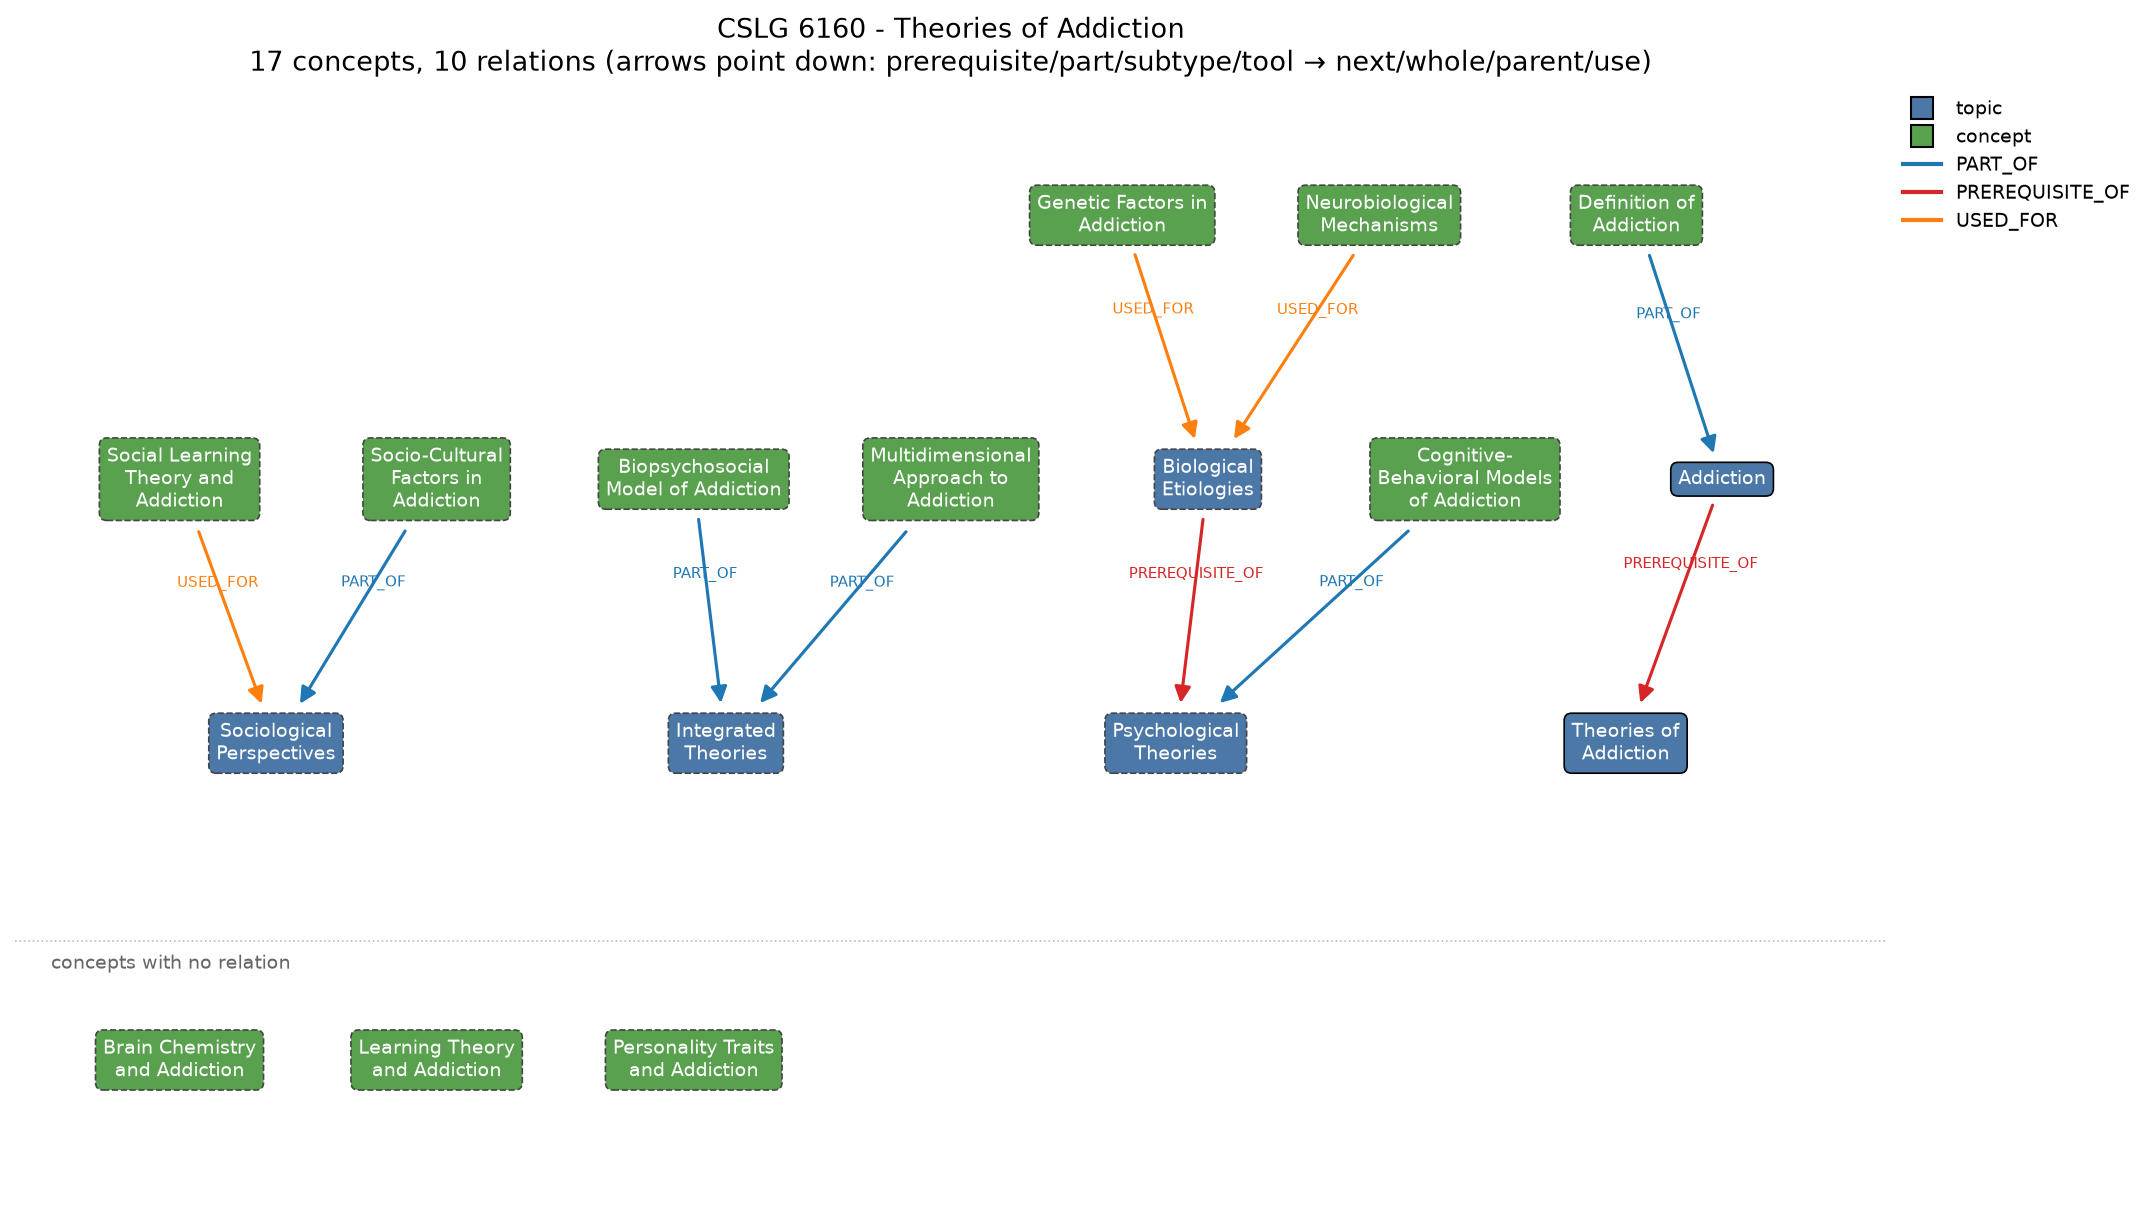 CSLG 6160 - Theories of Addiction
17 concepts, 10 relations (arrows point down: prerequisite/part/subtype/tool → next/whole/parent/use)
topic
concept
PART_OF
PREREQUISITE_OF
USED_FOR
Genetic Factors in
Addiction
Neurobiological
Mechanisms
Definition of
Addiction
USED_FOR
USED_FOR
PART_OF
Social Learning
Theory and
Addiction
Socio-Cultural
Factors in
Addiction
Biopsychosocial
Model of Addiction
Multidimensional
Approach to
Addiction
Biological
Etiologies
Cognitive-
Behavioral Models
of Addiction
Addiction
USED_FOR
PART_OF
PART_OF
PART_OF
PREREQUISITE_OF
PART_OF
PREREQUISITE_OF
Sociological
Perspectives
Integrated
Theories
Psychological
Theories
Theories of
Addiction
concepts with no relation
Brain Chemistry
and Addiction
Learning Theory
and Addiction
Personality Traits
and Addiction